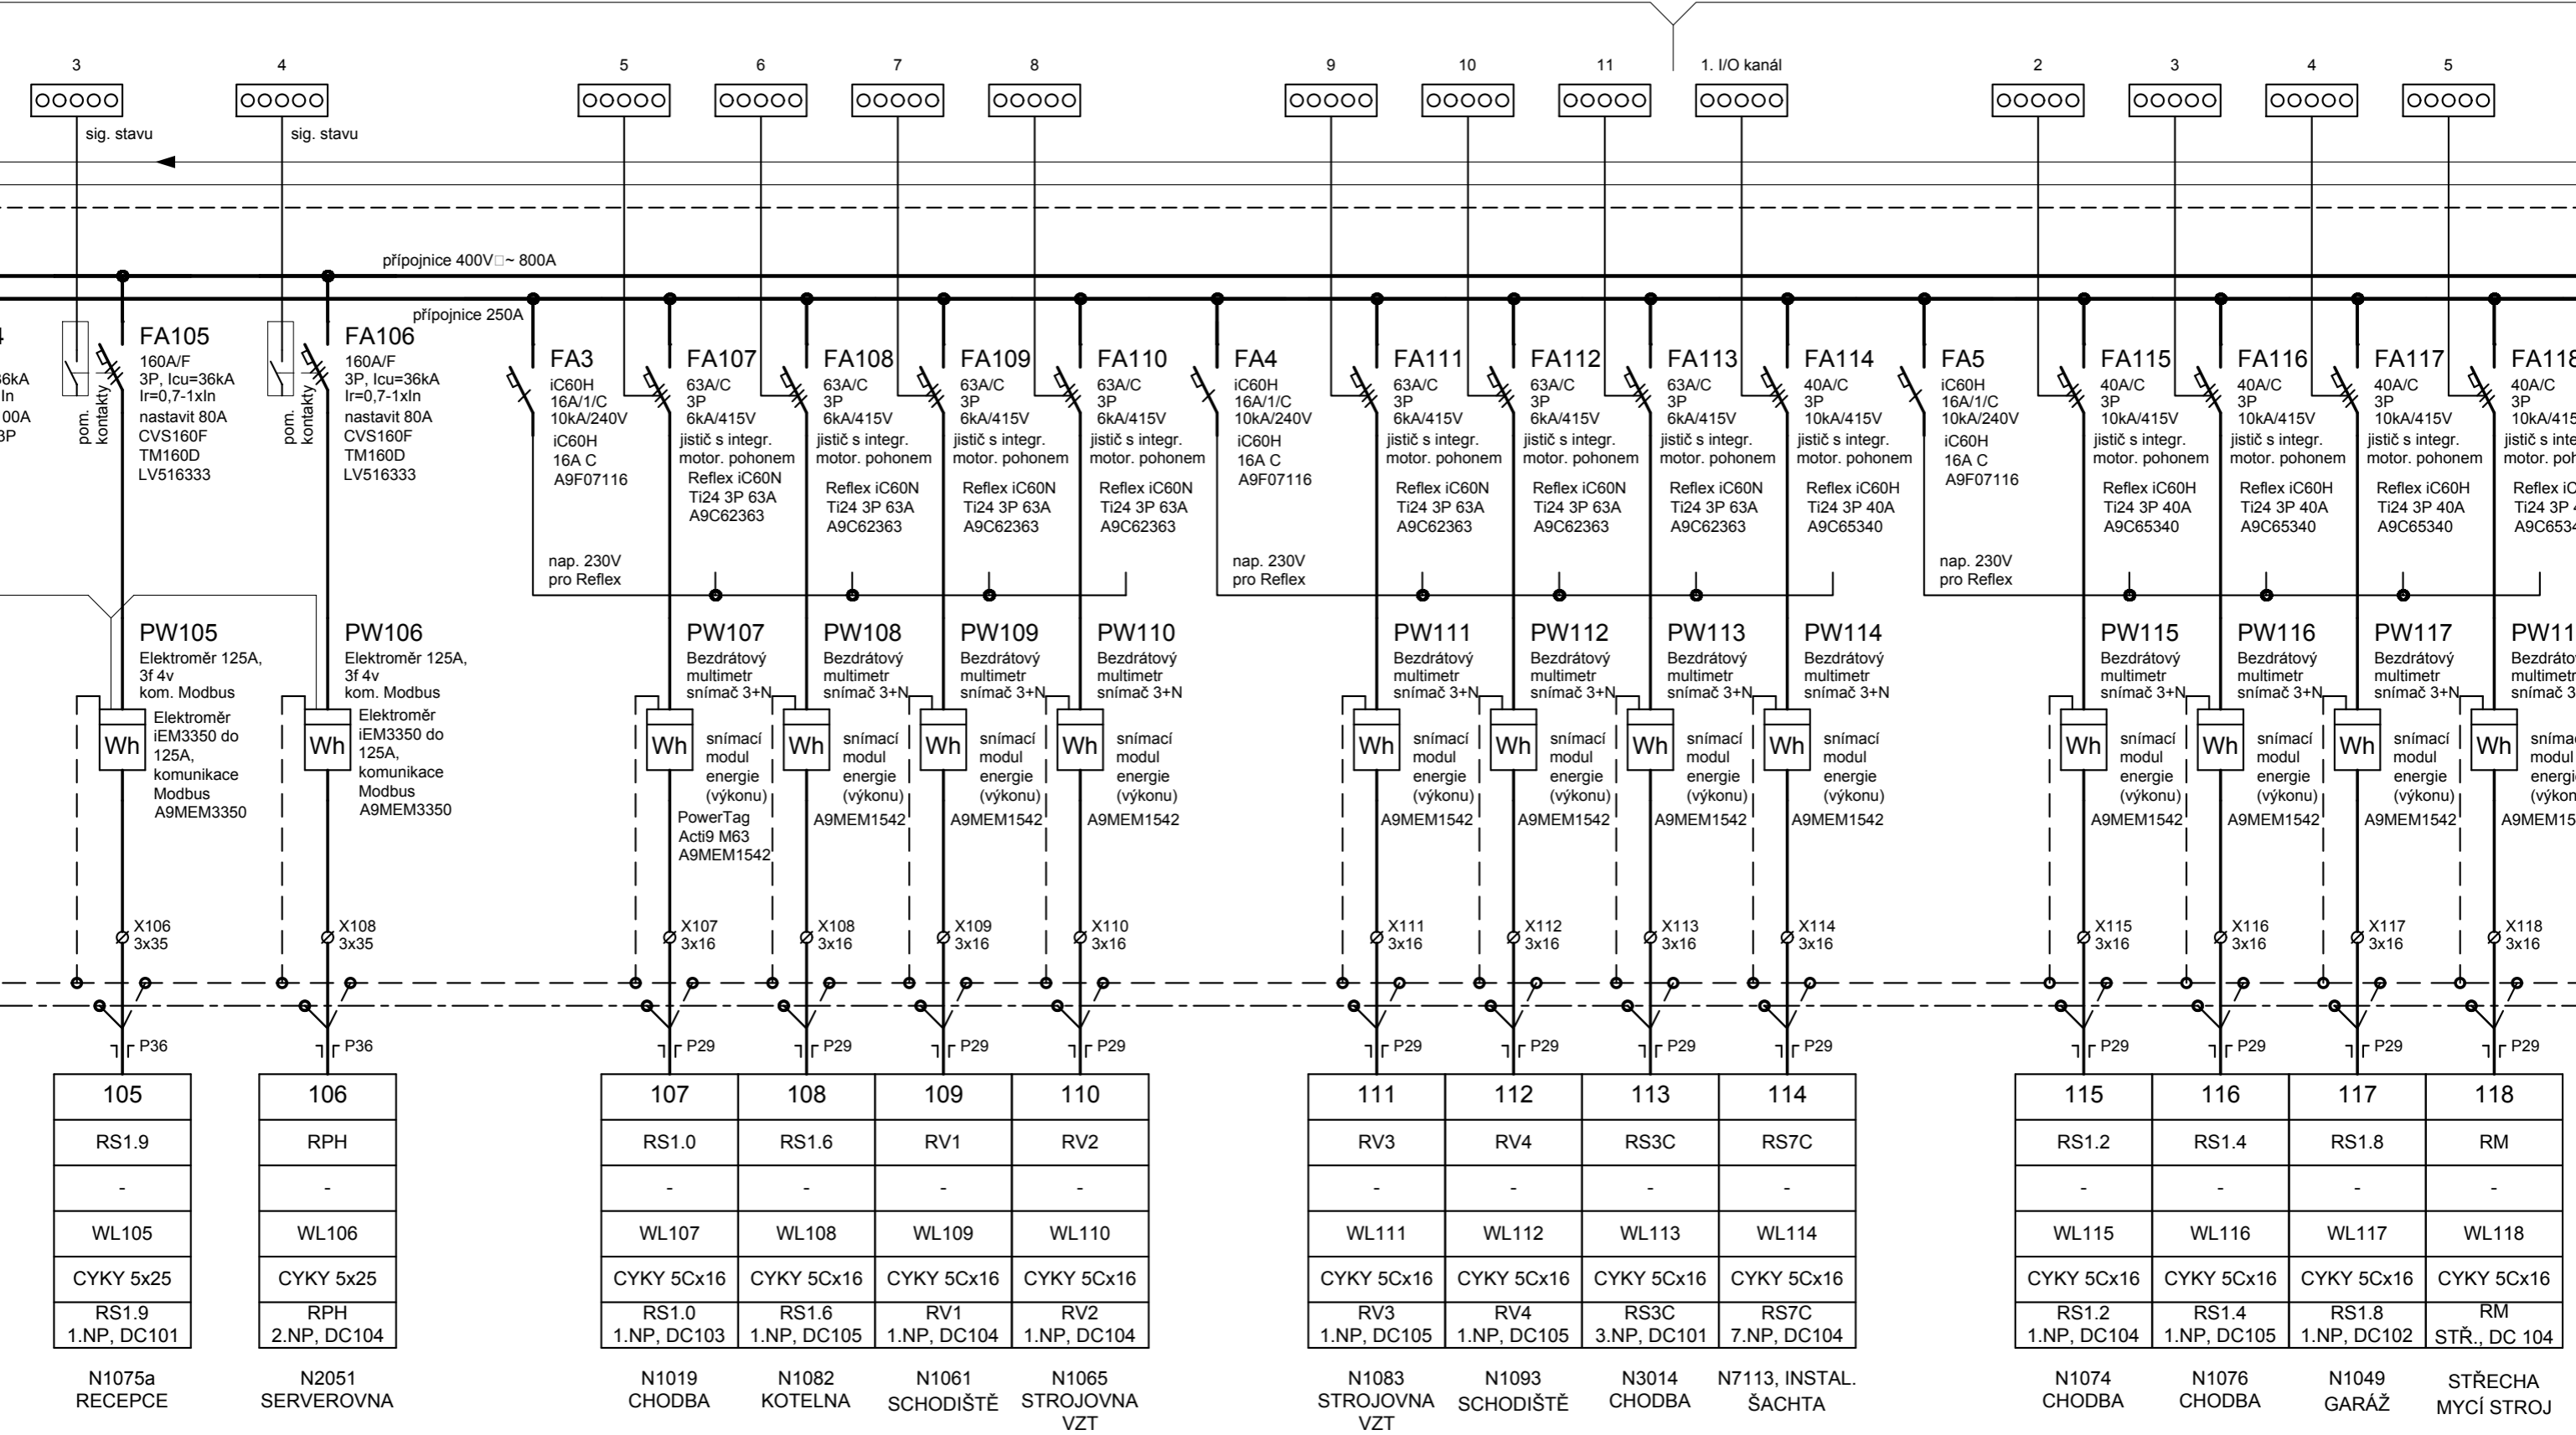 3
4
5
6
7
8
9
10
11
1. I/O kanál
2
3
4
5
sig. stavu
sig. stavu
přípojnice 400V ~ 800A
přípojnice 250A
pom.
kontakty
FA105
160A/F
3P, Icu=36kA
Ir=0,7-1xIn
nastavit 80A
CVS160F
TM160D
LV516333
pom.
kontakty
FA106
160A/F
3P, Icu=36kA
Ir=0,7-1xIn
nastavit 80A
CVS160F
TM160D
LV516333
FA3
iC60H
16A/1/C
10kA/240V
iC60H
16A C
A9F07116
nap. 230V
pro Reflex
FA107
63A/C
3P
6kA/415V
jistič s integr.
motor. pohonem
Reflex iC60N
Ti24 3P 63A
A9C62363
FA108
63A/C
3P
6kA/415V
jistič s integr.
motor. pohonem
Reflex iC60N
Ti24 3P 63A
A9C62363
FA109
63A/C
3P
6kA/415V
jistič s integr.
motor. pohonem
Reflex iC60N
Ti24 3P 63A
A9C62363
FA110
63A/C
3P
6kA/415V
jistič s integr.
motor. pohonem
Reflex iC60N
Ti24 3P 63A
A9C62363
FA4
iC60H
16A/1/C
10kA/240V
iC60H
16A C
A9F07116
nap. 230V
pro Reflex
FA111
63A/C
3P
6kA/415V
jistič s integr.
motor. pohonem
Reflex iC60N
Ti24 3P 63A
A9C62363
FA112
63A/C
3P
6kA/415V
jistič s integr.
motor. pohonem
Reflex iC60N
Ti24 3P 63A
A9C62363
FA113
63A/C
3P
6kA/415V
jistič s integr.
motor. pohonem
Reflex iC60N
Ti24 3P 63A
A9C62363
FA114
40A/C
3P
10kA/415V
jistič s integr.
motor. pohonem
Reflex iC60H
Ti24 3P 40A
A9C65340
FA5
iC60H
16A/1/C
10kA/240V
iC60H
16A C
A9F07116
nap. 230V
pro Reflex
FA115
40A/C
3P
10kA/415V
jistič s integr.
motor. pohonem
Reflex iC60H
Ti24 3P 40A
A9C65340
FA116
40A/C
3P
10kA/415V
jistič s integr.
motor. pohonem
Reflex iC60H
Ti24 3P 40A
A9C65340
FA117
40A/C
3P
10kA/415V
jistič s integr.
motor. pohonem
Reflex iC60H
Ti24 3P 40A
A9C65340
FA118
40A/C
3P
jistič s integr.
motor.
Reflex
Ti24 3P
PW105
Elektroměr 125A,
3f 4v
kom. Modbus
Wh
Elektroměr
iEM3350 do
125A,
komunikace
Modbus
A9MEM3350
PW106
Elektroměr 125A,
3f 4v
kom. Modbus
Wh
Elektroměr
iEM3350 do
125A,
komunikace
Modbus
A9MEM3350
PW107
Bezdrátový
multimetr
snímač 3+N
Wh
snímací
modul
energie
(výkonu)
PowerTag
Acti9 M63
A9MEM1542
PW108
Bezdrátový
multimetr
snímač 3+N
Wh
snímací
modul
energie
(výkonu)
A9MEM1542
PW109
Bezdrátový
multimetr
snímač 3+N
Wh
snímací
modul
energie
(výkonu)
A9MEM1542
PW110
Bezdrátový
multimetr
snímač 3+N
Wh
snímací
modul
energie
(výkonu)
A9MEM1542
PW111
Bezdrátový
multimetr
snímač 3+N
Wh
snímací
modul
energie
(výkonu)
A9MEM1542
PW112
Bezdrátový
multimetr
snímač 3+N
Wh
snímací
modul
energie
(výkonu)
A9MEM1542
PW113
Bezdrátový
multimetr
snímač 3+N
Wh
snímací
modul
energie
(výkonu)
A9MEM1542
PW114
Bezdrátový
multimetr
snímač 3+N
Wh
snímací
modul
energie
(výkonu)
A9MEM1542
PW115
Bezdrátový
multimetr
snímač 3+N
Wh
snímací
modul
energie
(výkonu)
A9MEM1542
PW116
Bezdrátový
multimetr
snímač 3+N
Wh
snímací
modul
energie
(výkonu)
A9MEM1542
PW117
Bezdrátový
multimetr
snímač 3+N
Wh
snímací
modul
energie
(výkonu)
A9MEM1542
multimetr
snímač
Wh
modul
X106
3x35
X108
3x35
X107
3x16
X108
3x16
X109
3x16
X110
3x16
X111
3x16
X112
3x16
X113
3x16
X114
3x16
X115
3x16
X116
3x16
X117
3x16
X118
3x16
P36
P36
P29
P29
P29
P29
P29
P29
P29
P29
P29
P29
P29
P29
105 106 107 108 109 110 111 112 113 114 115 116 117 118
RS1.9 RPH RS1.0 RS1.6 RV1 RV2 RV3 RV4 RS3C RS7C RS1.2 RS1.4 RS1.8 RM
- - - - - - - - - - - - - -
WL105 WL106 WL107 WL108 WL109 WL110 WL111 WL112 WL113 WL114 WL115 WL116 WL117 WL118
CYKY 5x25 CYKY 5x25 CYKY 5Cx16 CYKY 5Cx16 CYKY 5Cx16 CYKY 5Cx16 CYKY 5Cx16 CYKY 5Cx16 CYKY 5Cx16 CYKY 5Cx16 CYKY 5Cx16 CYKY 5Cx16 CYKY 5Cx16 CYKY 5Cx16
RS1.9 RPH RS1.0 RS1.6 RV1 RV2 RV3 RV4 RS3C RS7C RS1.2 RS1.4 RS1.8 RM
1.NP, DC101 2.NP, DC104 1.NP, DC103 1.NP, DC105 1.NP, DC104 1.NP, DC104 1.NP, DC105 1.NP, DC105 3.NP, DC101 7.NP, DC104 1.NP, DC104 1.NP, DC105 1.NP, DC102 STŘ., DC 104
N1075a
RECEPCE
N2051
SERVEROVNA
N1019
CHODBA
N1082
KOTELNA
N1061
SCHODIŠTĚ
N1065
STROJOVNA
VZT
N1083
STROJOVNA
VZT
N1093
SCHODIŠTĚ
N3014
CHODBA
N7113, INSTAL.
ŠACHTA
N1074
CHODBA
N1076
CHODBA
N1049
GARÁŽ
STŘECHA
MYCÍ STROJ